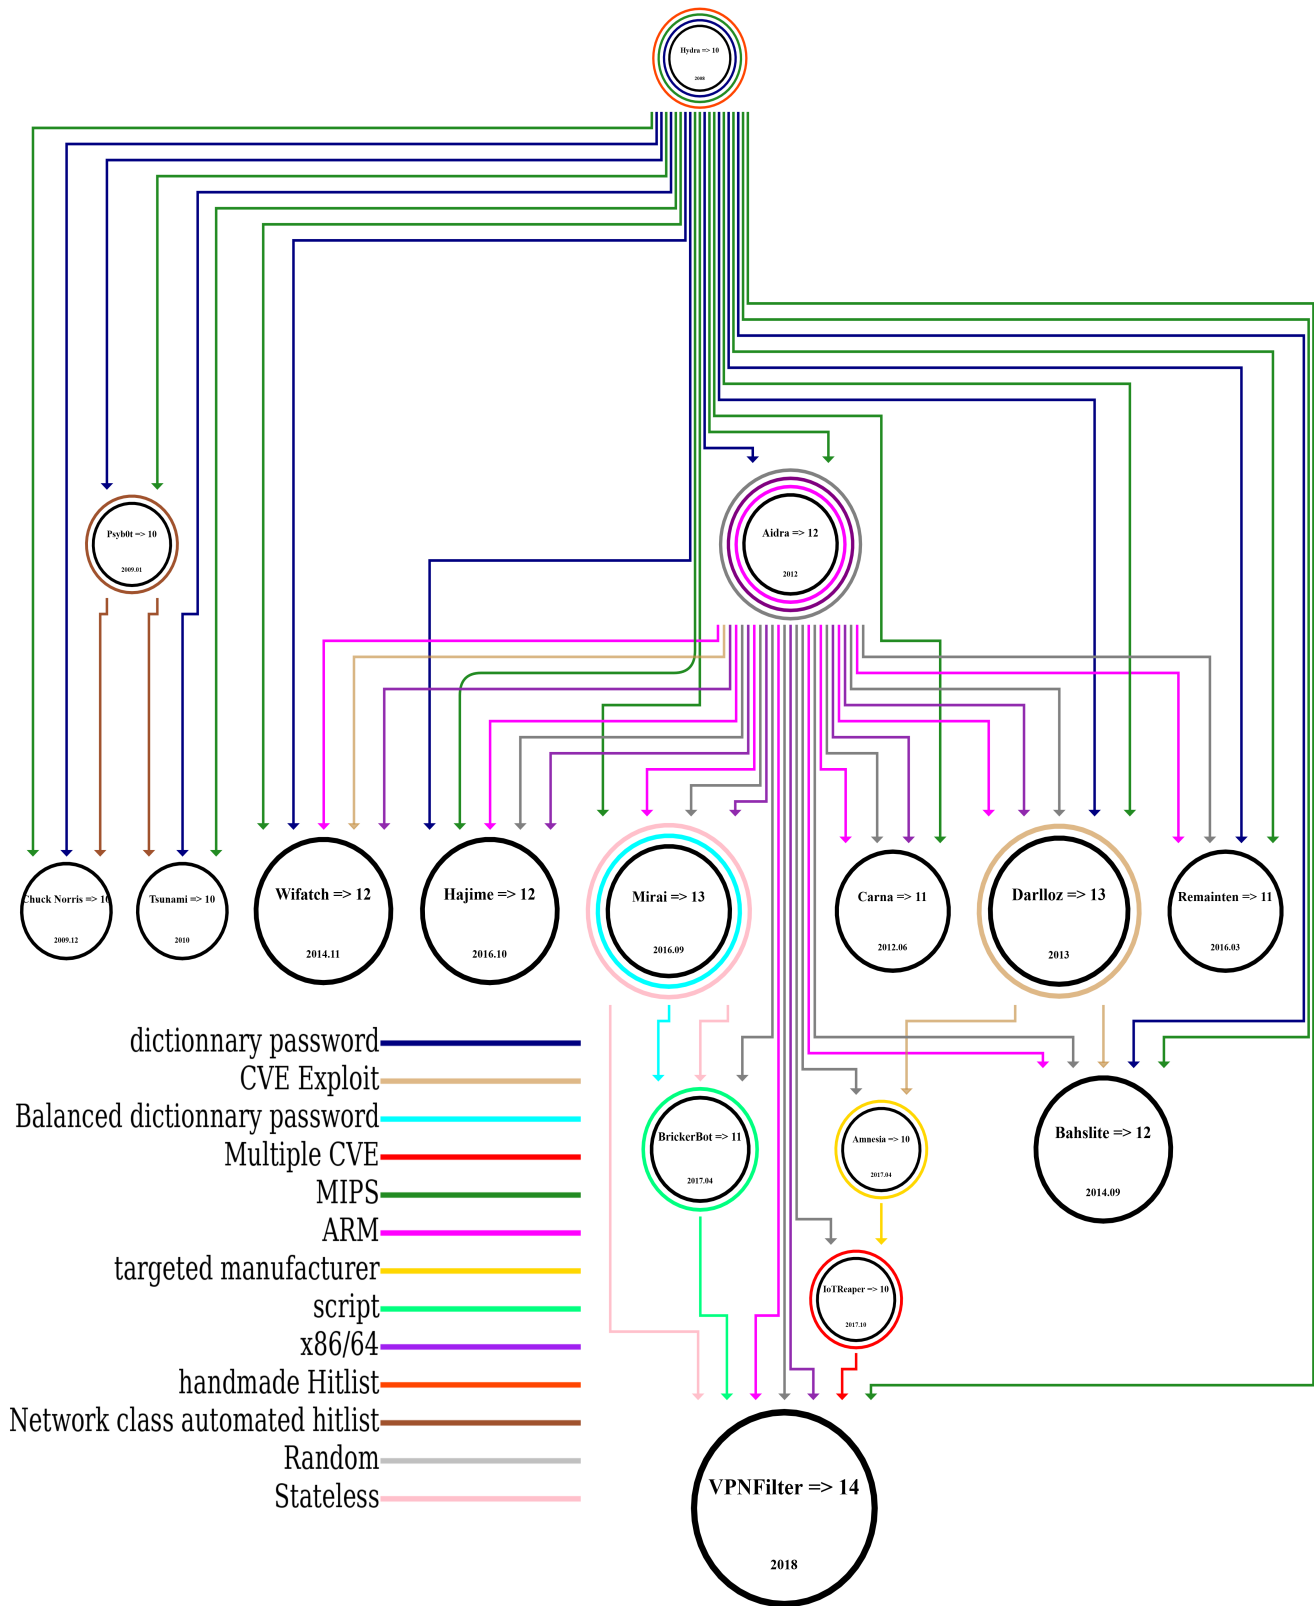 Hydra => 10
2008
Psyb0t => 10
2009.01
Aidra => 12
2012
Chuck Norris => 10
2009.12
Tsunami => 10
2010
Wifatch => 12
2014.11
Hajime => 12
2016.10
Mirai => 13
2016.09
Carna => 11
2012.06
Darlloz => 13
2013
Remainten => 11
2016.03
dictionnary password
CVE Exploit
Balanced dictionnary password
Multiple CVE
MIPS
ARM
targeted manufacturer
script
x86/64
handmade Hitlist
Network class automated hitlist
Random
Stateless
BrickerBot => 11
2017.04
Amnesia => 10
2017.04
Bahslite => 12
2014.09
IoTReaper => 10
2017.10
VPNFilter => 14
2018